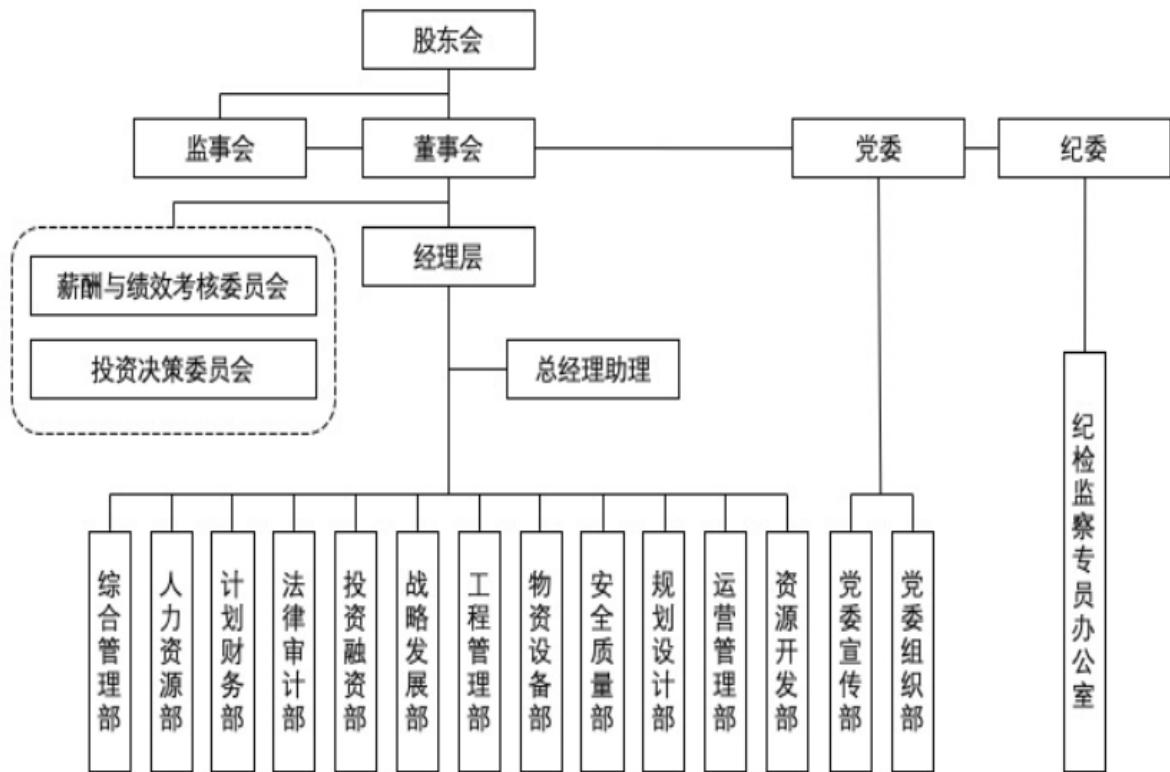 股东会
监事会
董事会
党委
纪委
经理层
薪酬与绩效考核委员会
投资决策委员会
总经理助理
综合管理部
人力资源部
计划财务部
法律审计部
投资融资部
战略发展部
工程管理部
物资设备部
安全质量部
规划设计部
运营管理部
资源开发部
党委宣传部
党委组织部
纪检监察专员办公室